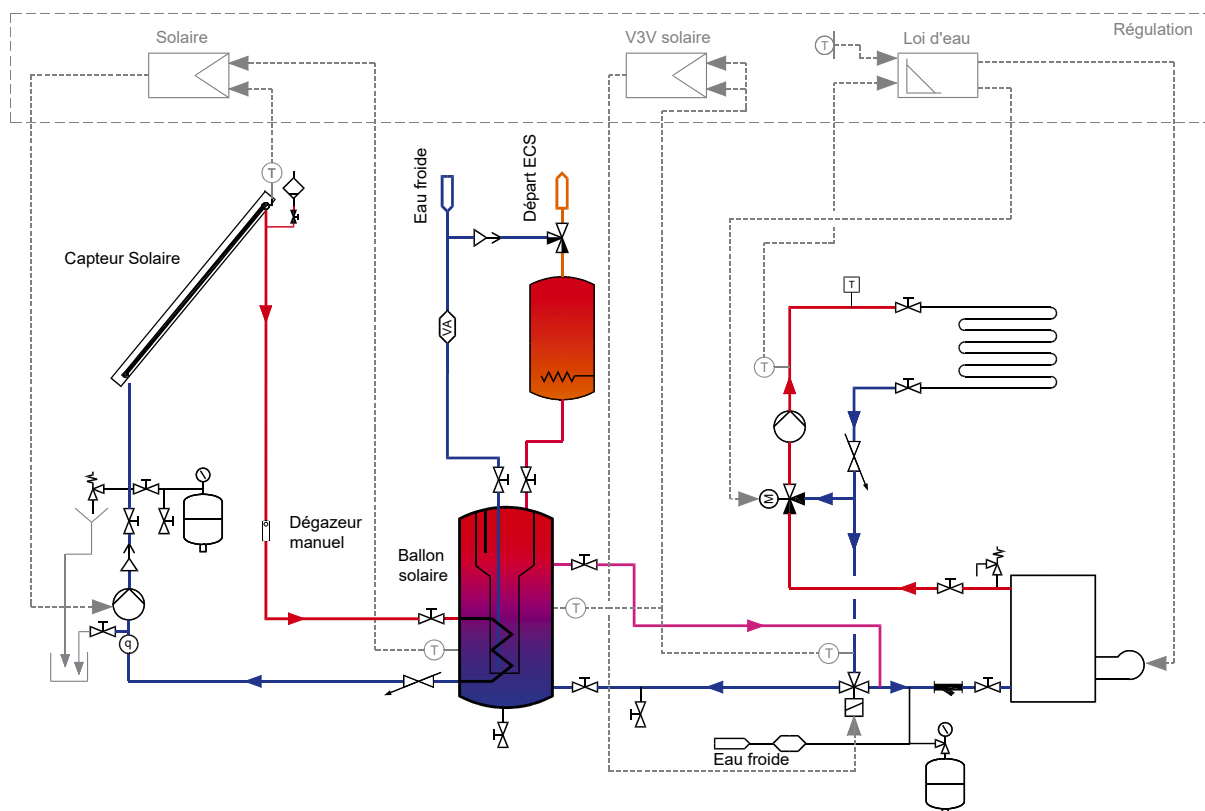 Régulation
Solaire
V3V solaire
Loi d'eau
T
T
Eau froide
Départ ECS
Capteur Solaire
T
VA
T
M
Dégazeur
manuel
Ballon
solaire
T
q
T
T
Eau froide